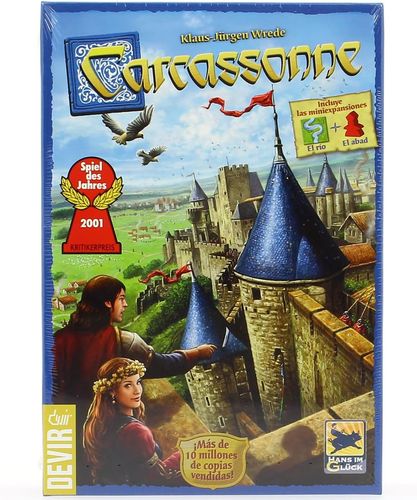 Klaus-Jürgen Wrede
Carcassonne
Incluye
las miniexpansiones
El río
+
El abad
Spiel
des
Jahres
2001
KRITIKERPREIS
¡Más de
10 millones
de copias
vendidas!
DEVIR
devir
HANS IM
GLÜCK